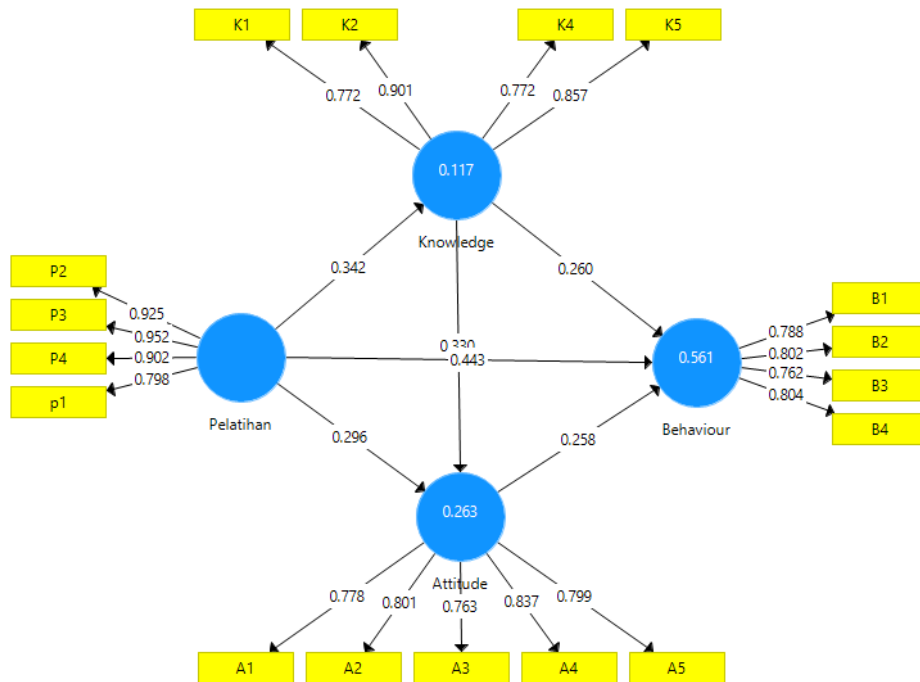 K1 K2 K4 K5
0.772 0.901 0.772 0.857
0.117
Knowledge
0.342 0.260
P2
P3
P4
p1
0.925
0.952
0.902
0.798
Pelatihan
0.330
0.443
0.561
Behaviour
0.788
0.802
0.762
0.804
B1
B2
B3
B4
0.296 0.258
0.263
Attitude
0.778 0.801 0.763 0.837 0.799
A1 A2 A3 A4 A5